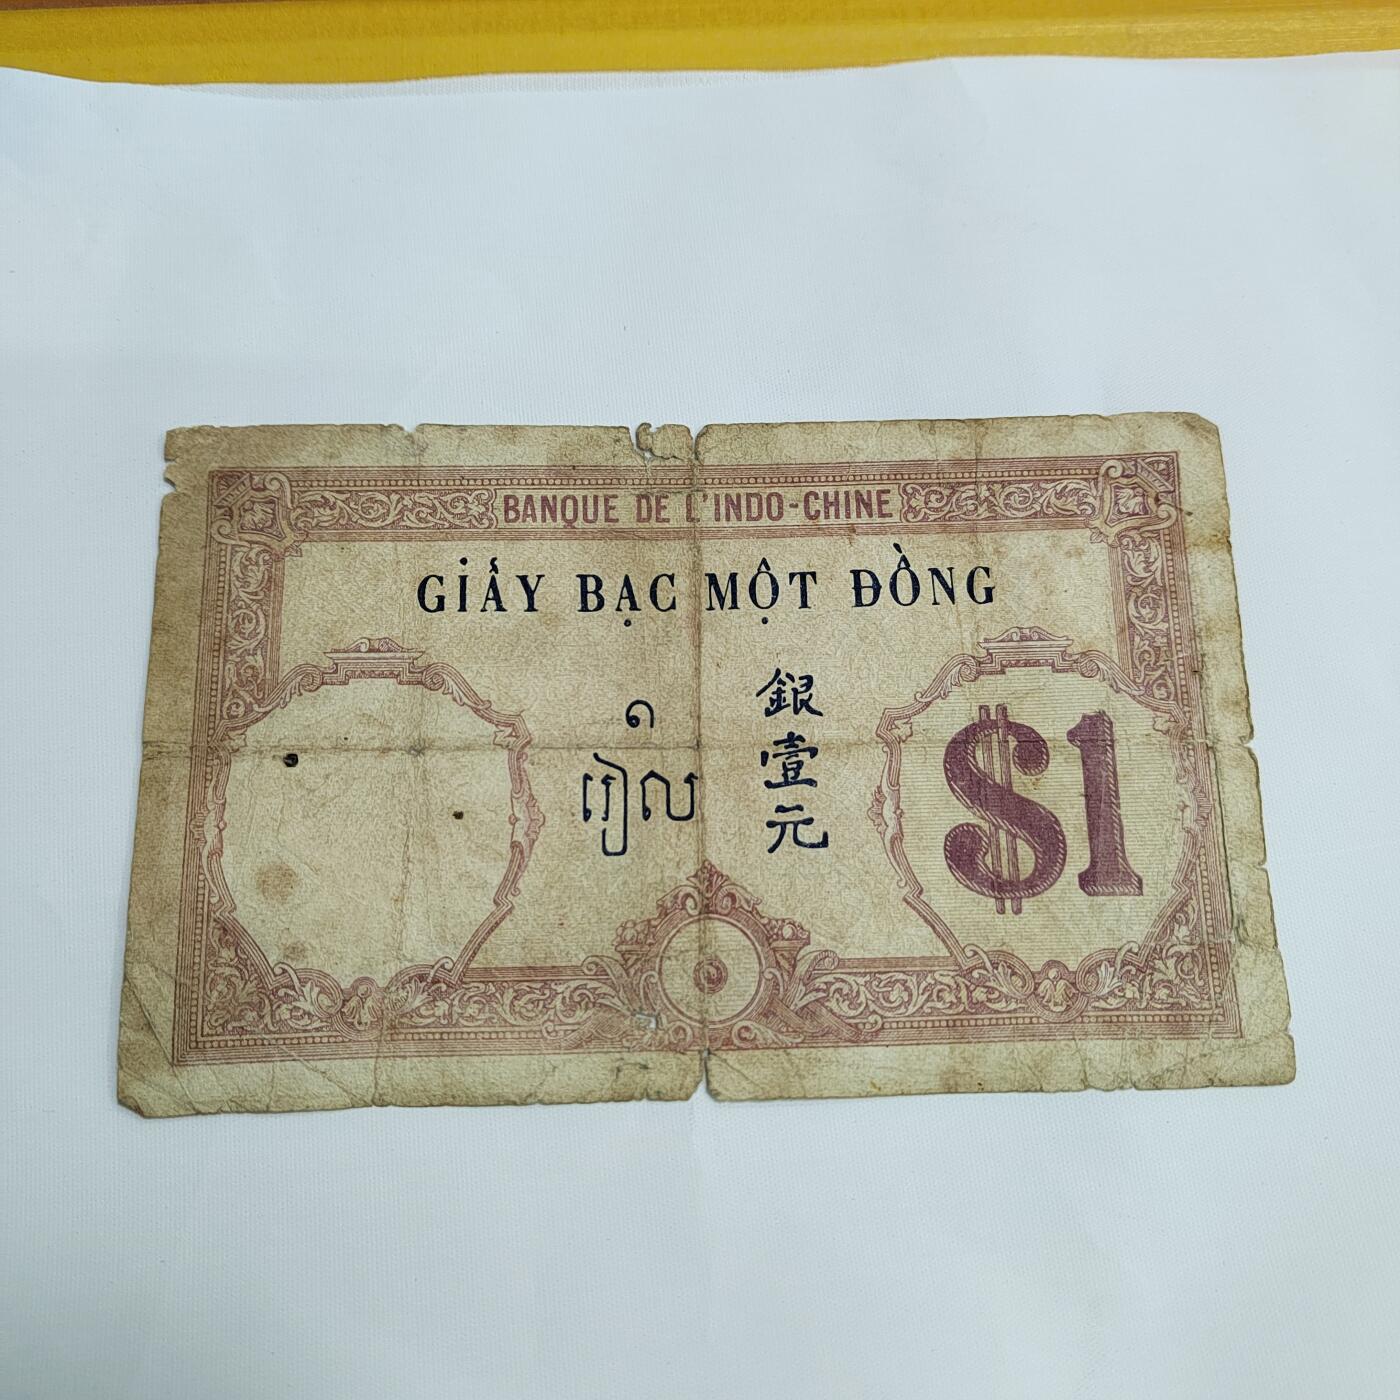 BANQUE DE L'INDO-CHINE
GIẤY BẠC MỘT ĐỒNG
១
រៀល
銀壹元
$1